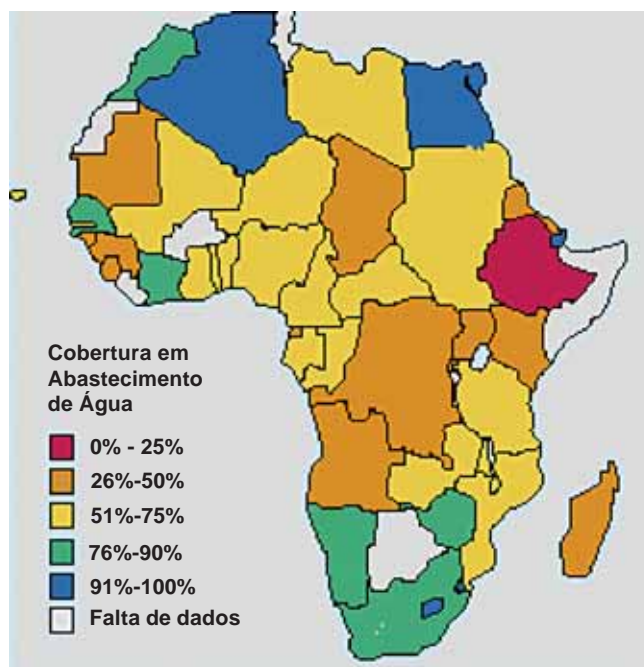 Cobertura em
Abastecimento
de Água
0% - 25%
26%-50%
51%-75%
76%-90%
91%-100%
Falta de dados